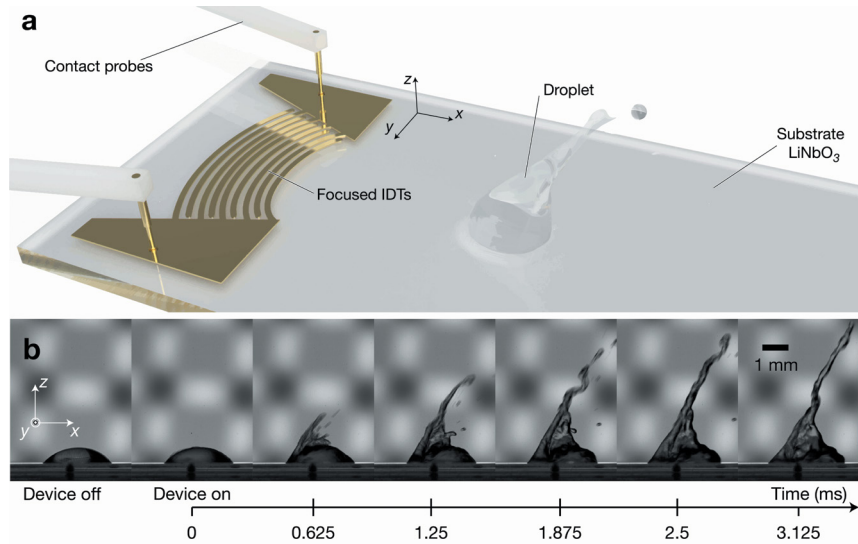 a
Contact probes
z
x
y
Droplet
Substrate
LiNbO3
Focused IDTs
b
z
y
x
1 mm
Device off
Device on
Time (ms)
0
0.625
1.25
1.875
2.5
3.125